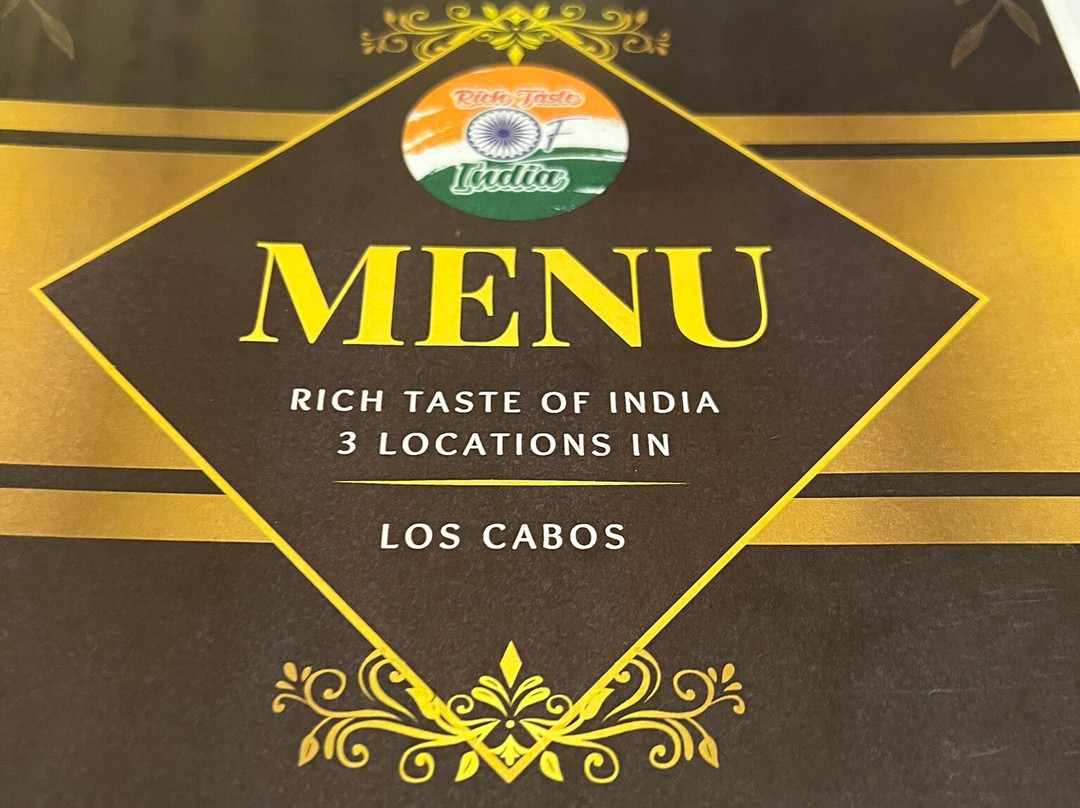 Rich Taste
OF
India
MENU
RICH TASTE OF INDIA
3 LOCATIONS IN
LOS CABOS